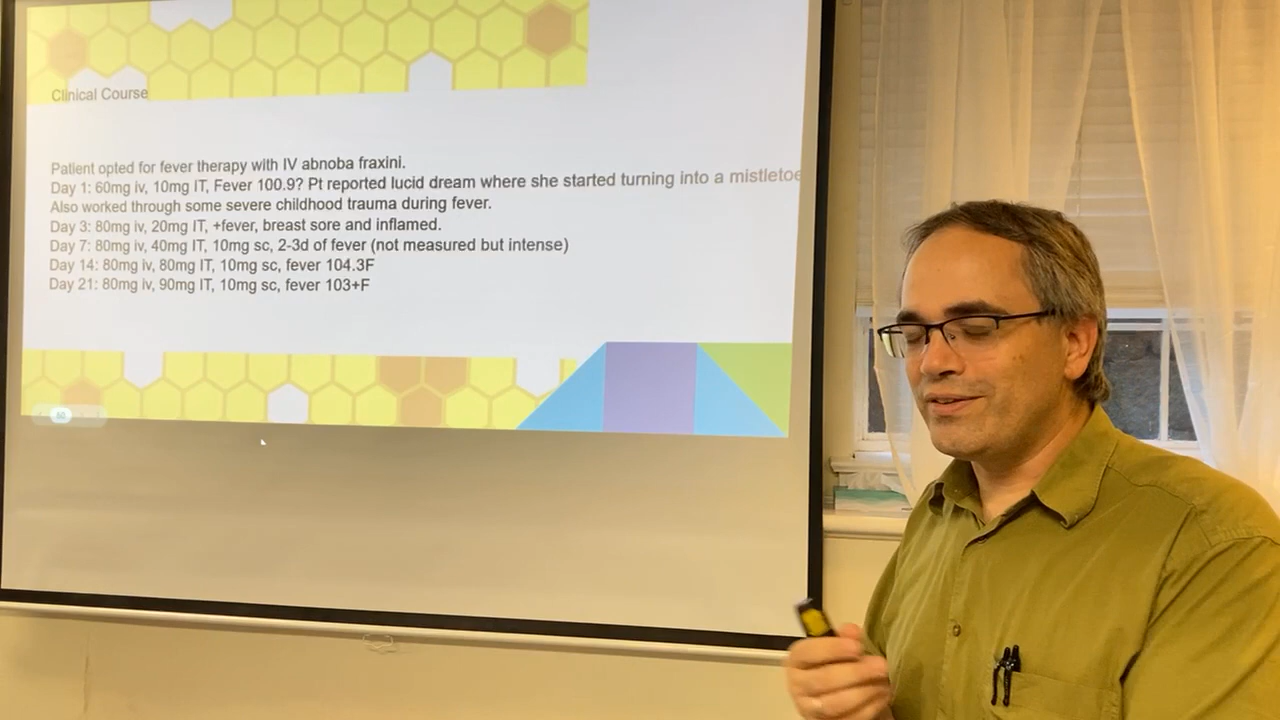 Clinical Course
Patient opted for fever therapy with IV abnoba fraxini.
Day 1: 60mg iv, 10mg IT, Fever 100.9? Pt reported lucid dream where she started turning into a mistletoe
Also worked through some severe childhood trauma during fever.
Day 3: 80mg iv, 20mg IT, +fever, breast sore and inflamed.
Day 7: 80mg iv, 40mg IT, 10mg sc, 2-3d of fever (not measured but intense)
Day 14: 80mg iv, 80mg IT, 10mg sc, fever 104.3F
Day 21: 80mg iv, 90mg IT, 10mg sc, fever 103+F
60